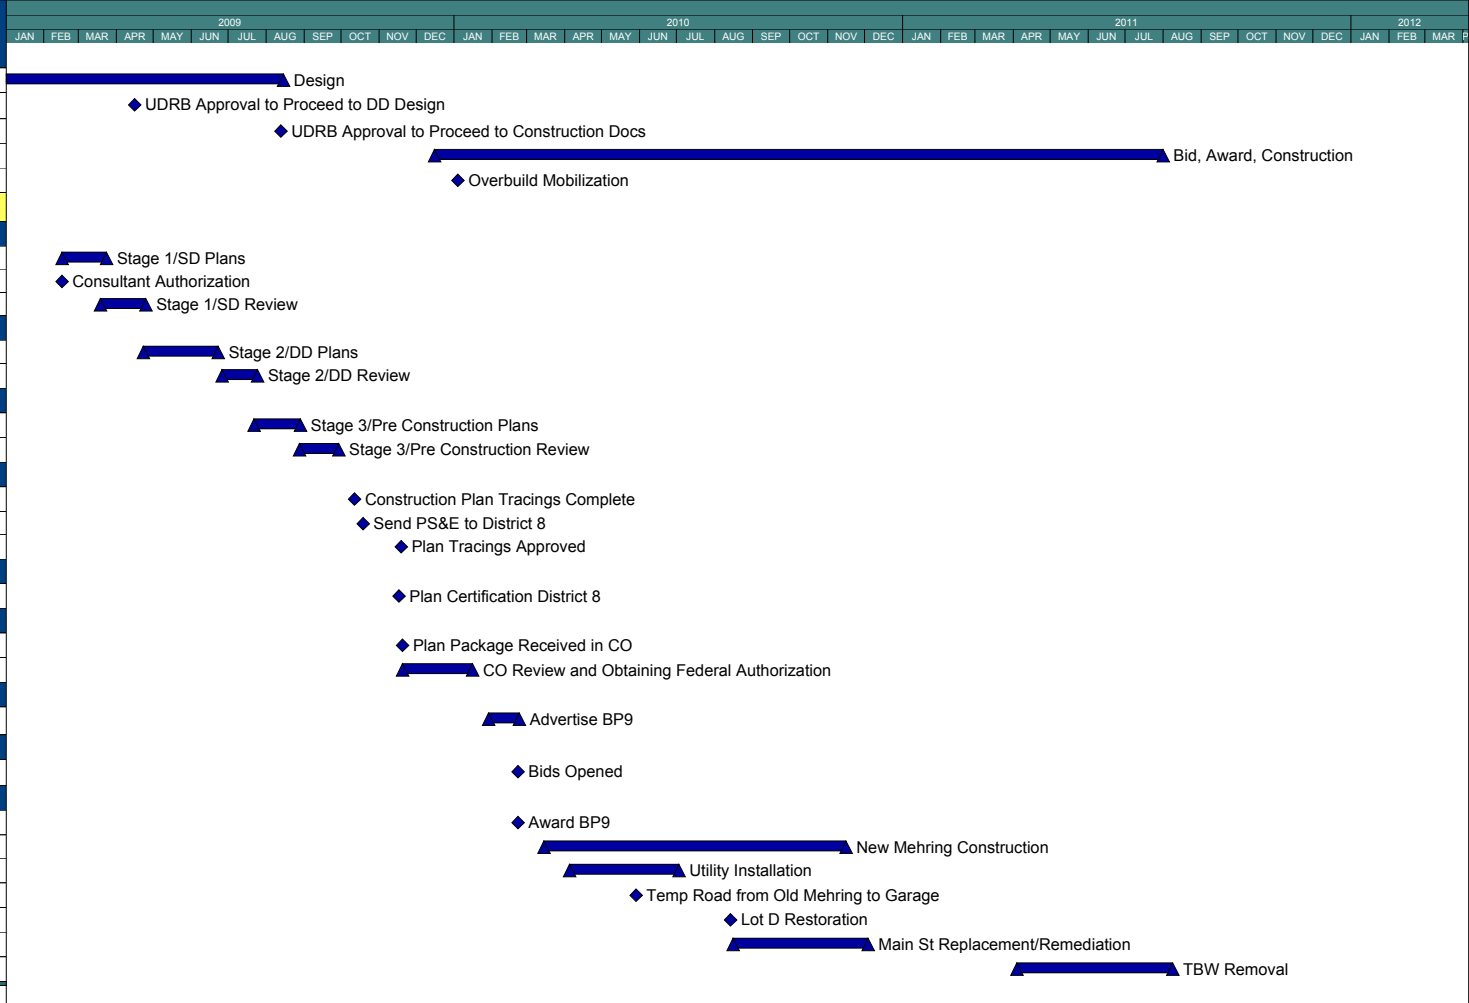 2009 2010 2011 2012
JAN FEB MAR APR MAY JUN JUL AUG SEP OCT NOV DEC JAN FEB MAR APR MAY JUN JUL AUG SEP OCT NOV DEC JAN FEB MAR APR MAY JUN JUL AUG SEP OCT NOV DEC JAN FEB MAR
Design
UDRB Approval to Proceed to DD Design
UDRB Approval to Proceed to Construction Docs
Bid, Award, Construction
Overbuild Mobilization
Stage 1/SD Plans
Consultant Authorization
Stage 1/SD Review
Stage 2/DD Plans
Stage 2/DD Review
Stage 3/Pre Construction Plans
Stage 3/Pre Construction Review
Construction Plan Tracings Complete
Send PS&E to District 8
Plan Tracings Approved
Plan Certification District 8
Plan Package Received in CO
CO Review and Obtaining Federal Authorization
Advertise BP9
Bids Opened
Award BP9
New Mehring Construction
Utility Installation
Temp Road from Old Mehring to Garage
Lot D Restoration
Main St Replacement/Remediation
TBW Removal